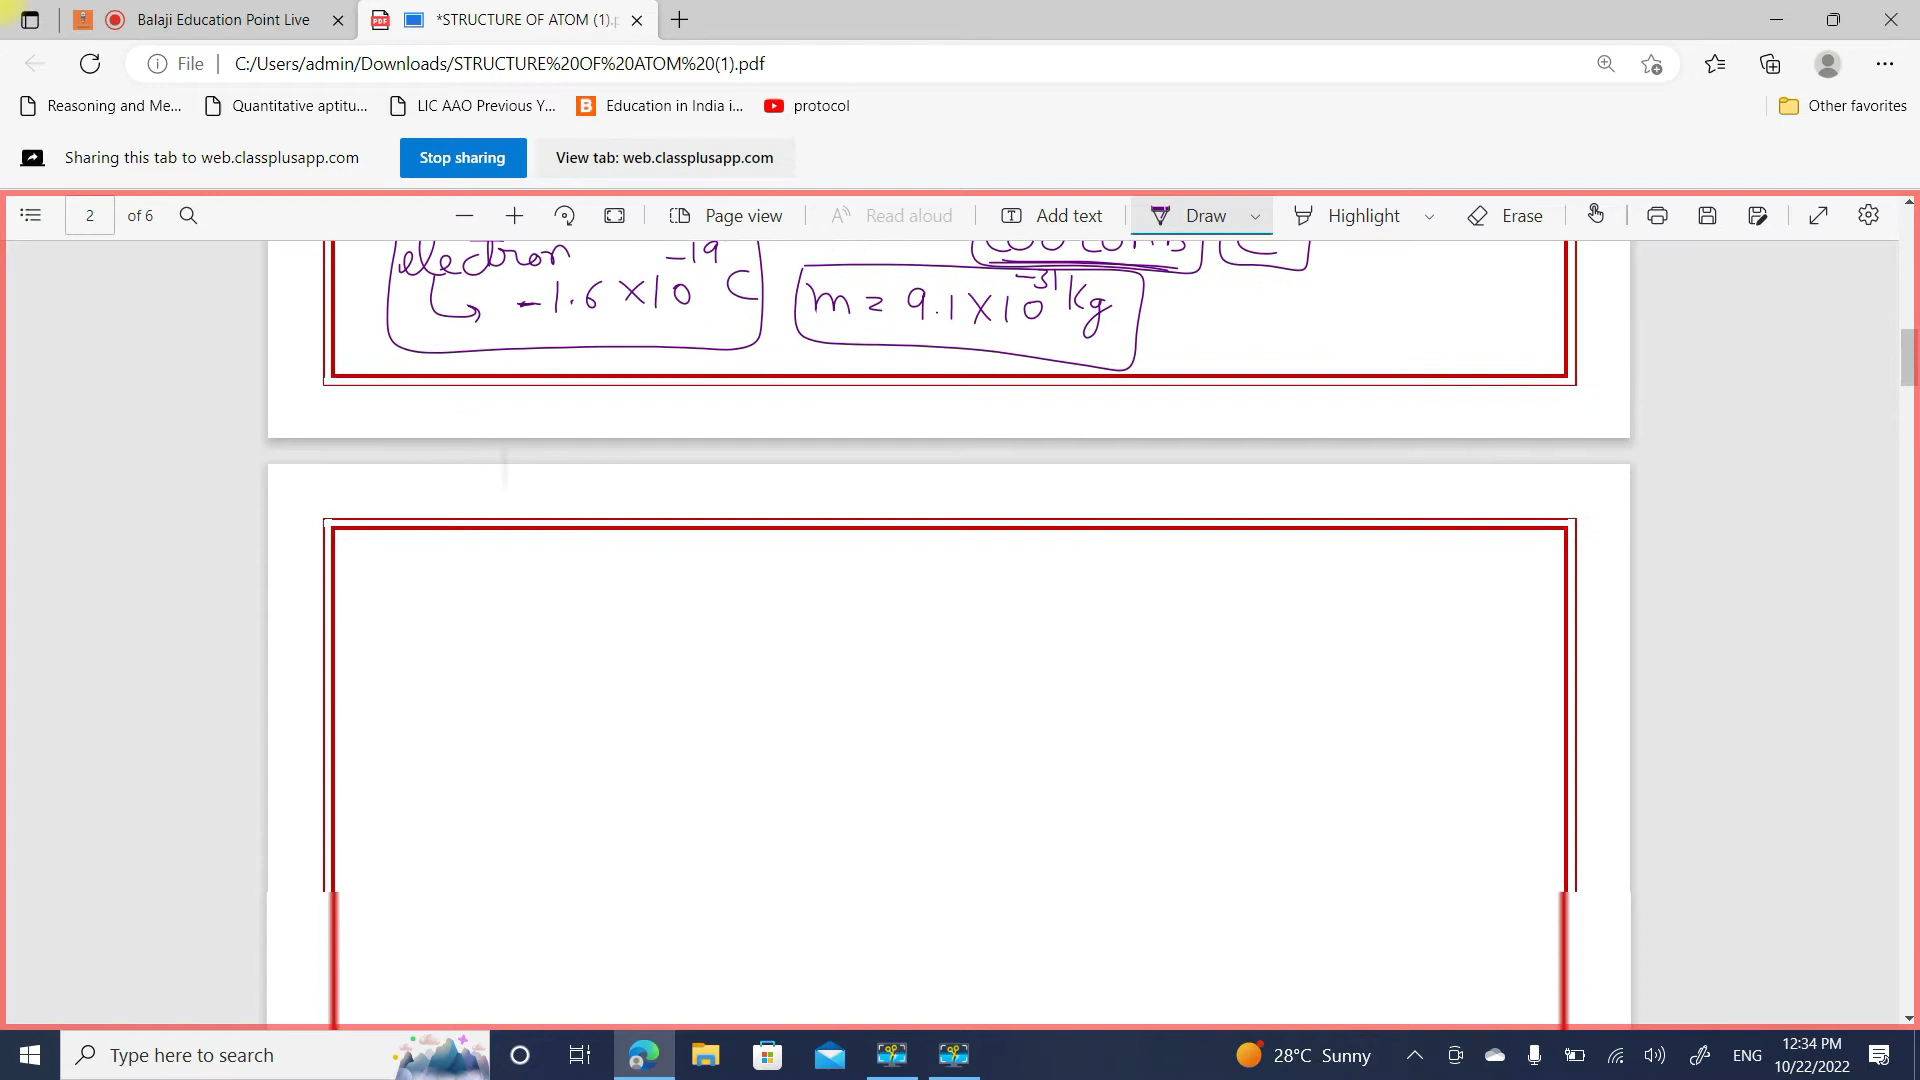 Balaji Education Point Live
*STRUCTURE OF ATOM (1).p
File
C:/Users/admin/Downloads/STRUCTURE%20OF%20ATOM%20(1).pdf
Reasoning and Me...
Quantitative aptitu...
LIC AAO Previous Y...
Education in India i...
protocol
Other favorites
Sharing this tab to web.classplusapp.com
Stop sharing
View tab: web.classplusapp.com
2 of 6
Page view
Read aloud
Add text
Draw
Highlight
Erase
electron
-1.6 X 10^-19 C
m = 9.1 X 10^-31 Kg
Type here to search
28°C Sunny
ENG
12:34 PM
10/22/2022